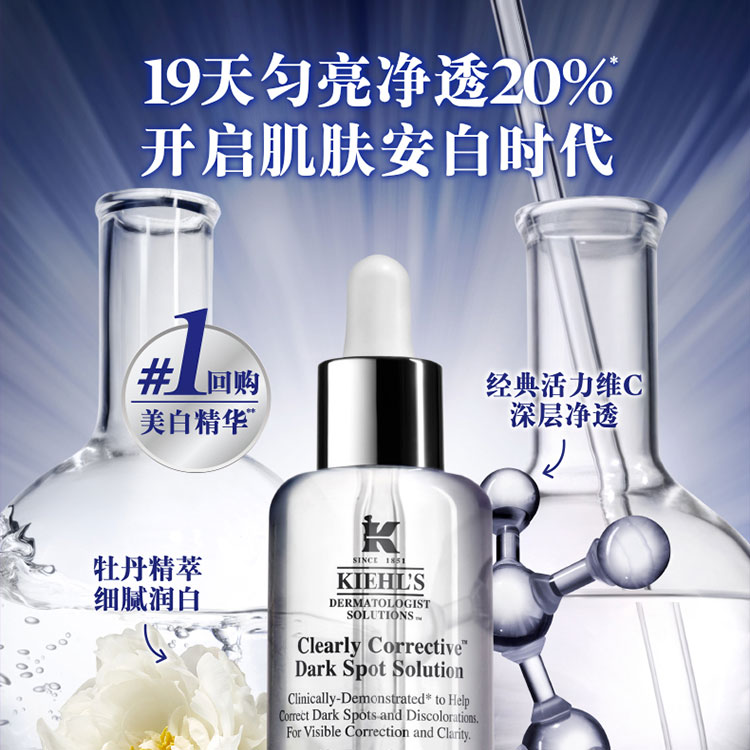 19天匀亮净透20%*
开启肌肤安白时代
#1回购
美白精华**
经典活力维C
深层净透
牡丹精萃
细腻润白
K
SINCE 1851
KIEHL'S
DERMATOLOGIST
SOLUTIONS™
Clearly Corrective™
Dark Spot Solution
Clinically-Demonstrated* to Help
Correct Dark Spots and Discolorations,
For Visible Correction and Clarity.